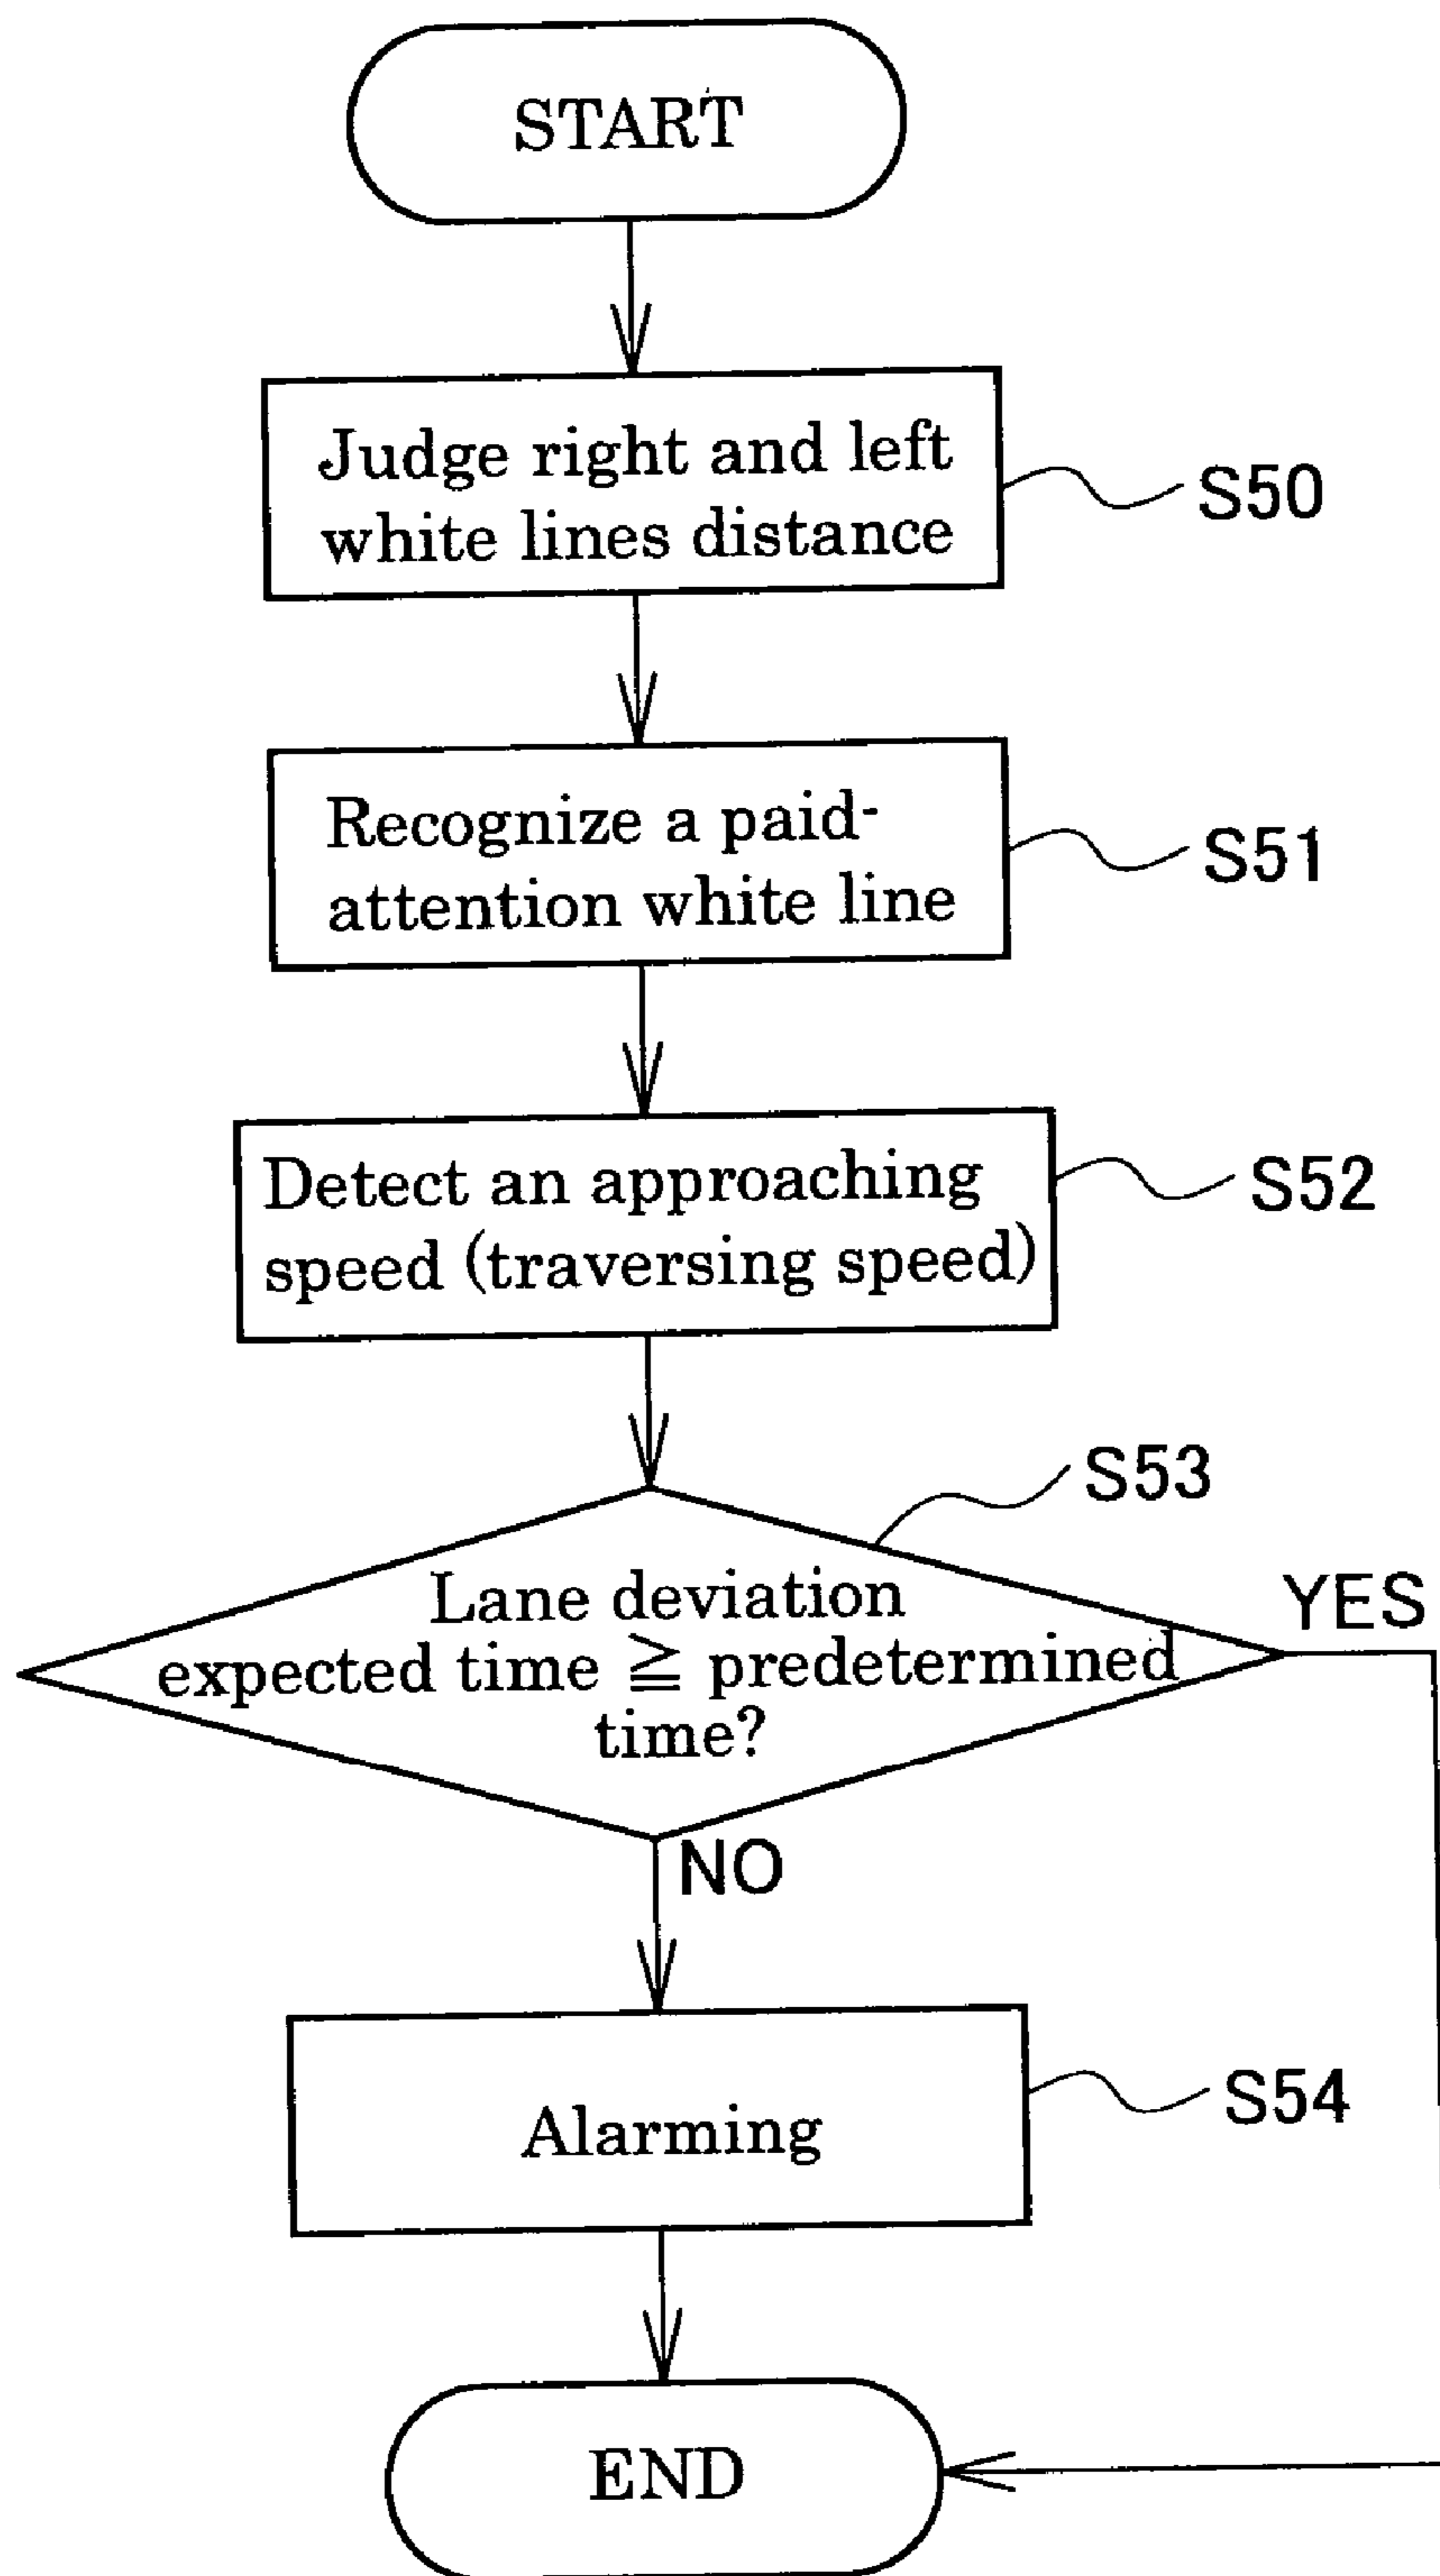 START
Judge right and left
white lines distance
S50
Recognize a paid-
attention white line
S51
Detect an approaching
speed (traversing speed)
S52
S53
Lane deviation
expected time ≧ predetermined
time?
YES
NO
Alarming
S54
END